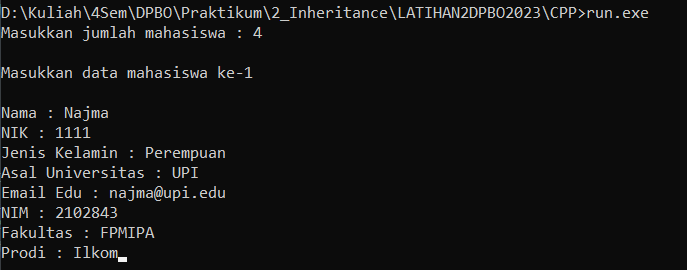 D:\Kuliah\4Sem\DPBO\Praktikum\2_Inheritance\LATIHAN2DPBO2023\CPP>run.exe
Masukkan jumlah mahasiswa : 4
Masukkan data mahasiswa ke-1
Nama : Najma
NIK : 1111
Jenis Kelamin : Perempuan
Asal Universitas : UPI
Email Edu : najma@upi.edu
NIM : 2102843
Fakultas : FPMIPA
Prodi : Ilkom